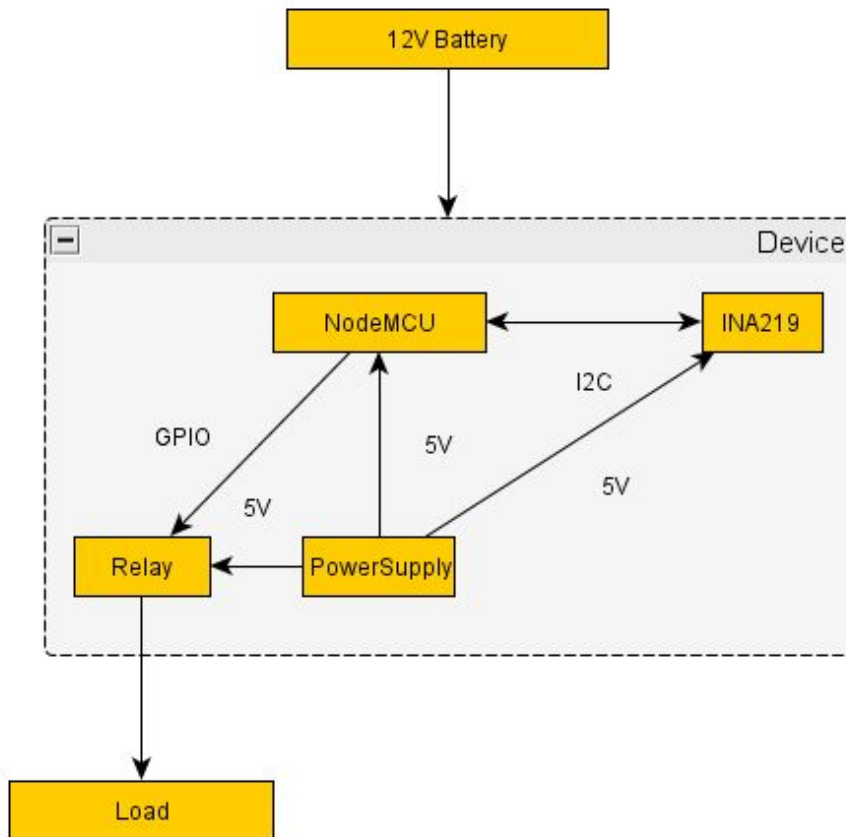 12V Battery
Device
NodeMCU
INA219
I2C
GPIO
5V
5V
5V
Relay
PowerSupply
Load